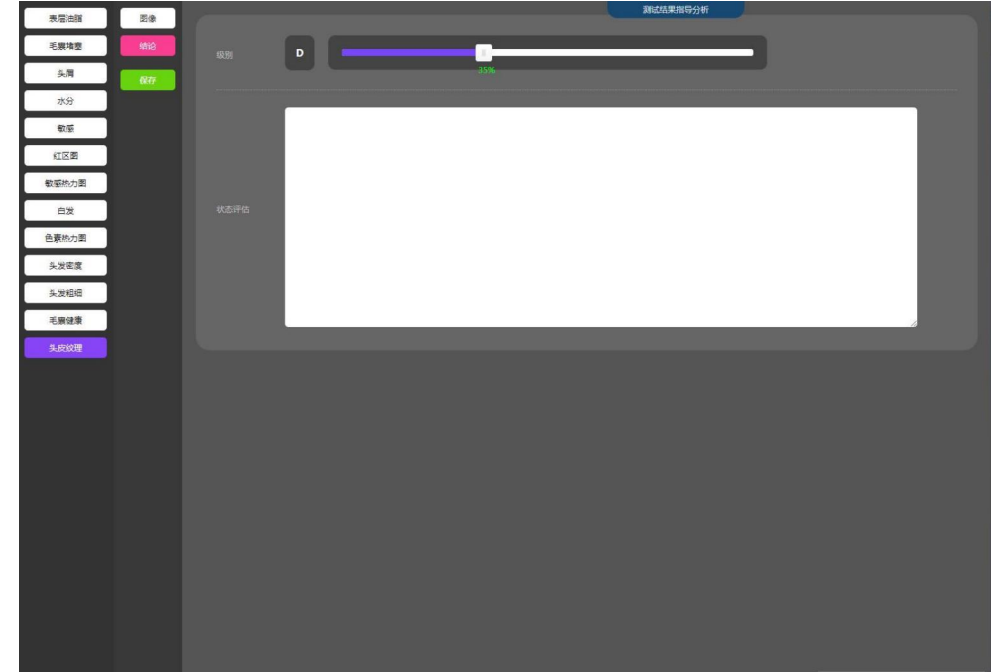 表层油脂
毛囊堵塞
头屑
水分
敏感
红区图
敏感热力图
白发
色素热力图
头发密度
头发粗细
毛囊健康
头皮纹理
图像
结论
保存
测试结果指导分析
级别
D
35%
状态评估